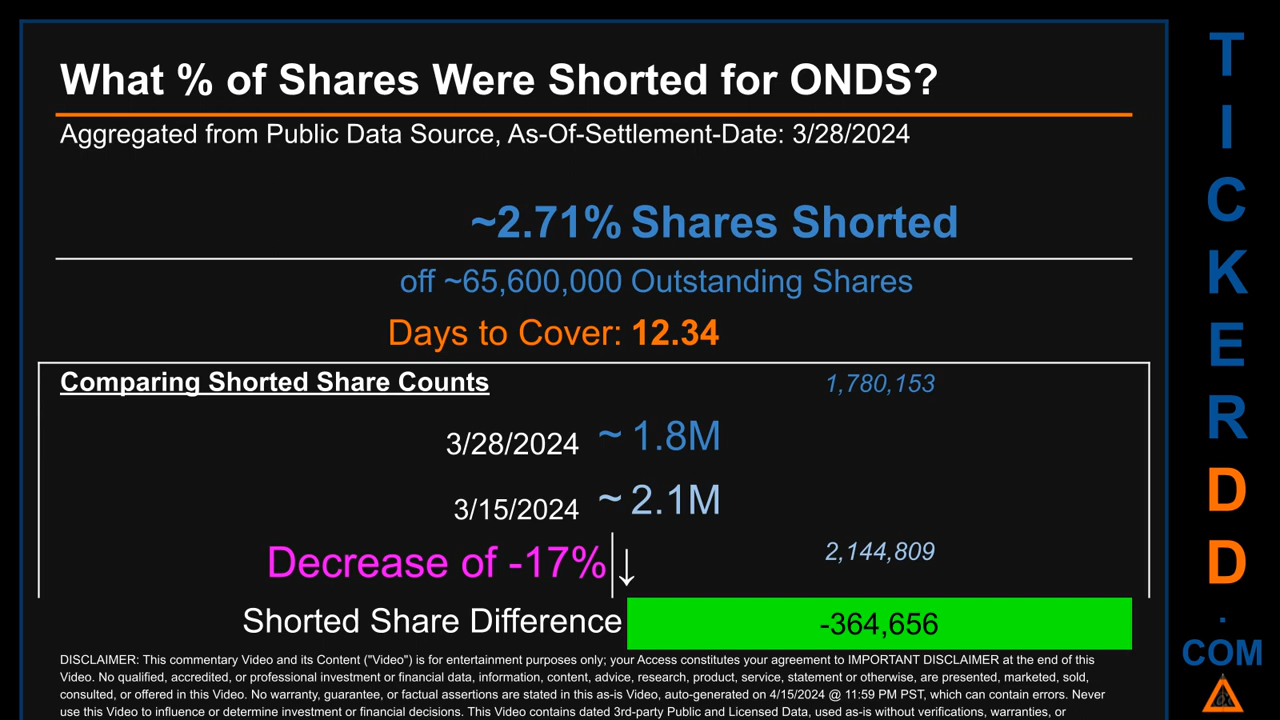 What % of Shares Were Shorted for ONDS?
Aggregated from Public Data Source, As-Of-Settlement-Date: 3/28/2024
~2.71% Shares Shorted
off ~65,600,000 Outstanding Shares
Days to Cover: 12.34
Comparing Shorted Share Counts
1,780,153
3/28/2024 ~ 1.8M
3/15/2024 ~ 2.1M
2,144,809
Decrease of -17% ↓
Shorted Share Difference -364,656
DISCLAIMER: This commentary Video and its Content ("Video") is for entertainment purposes only; your Access constitutes your agreement to IMPORTANT DISCLAIMER at the end of this
Video. No qualified, accredited, or professional investment or financial data, information, content, advice, research, product, service, statement or otherwise, are presented, marketed, sold,
consulted, or offered in this Video. No warranty, guarantee, or factual assertions are stated in this as-is Video, auto-generated on 4/15/2024 @ 11:59 PM PST, which can contain errors. Never
use this Video to influence or determine investment or financial decisions. This Video contains dated 3rd-party Public and Licensed Data, used as-is without verifications, warranties, or
T
I
C
K
E
R
D
D
.
COM